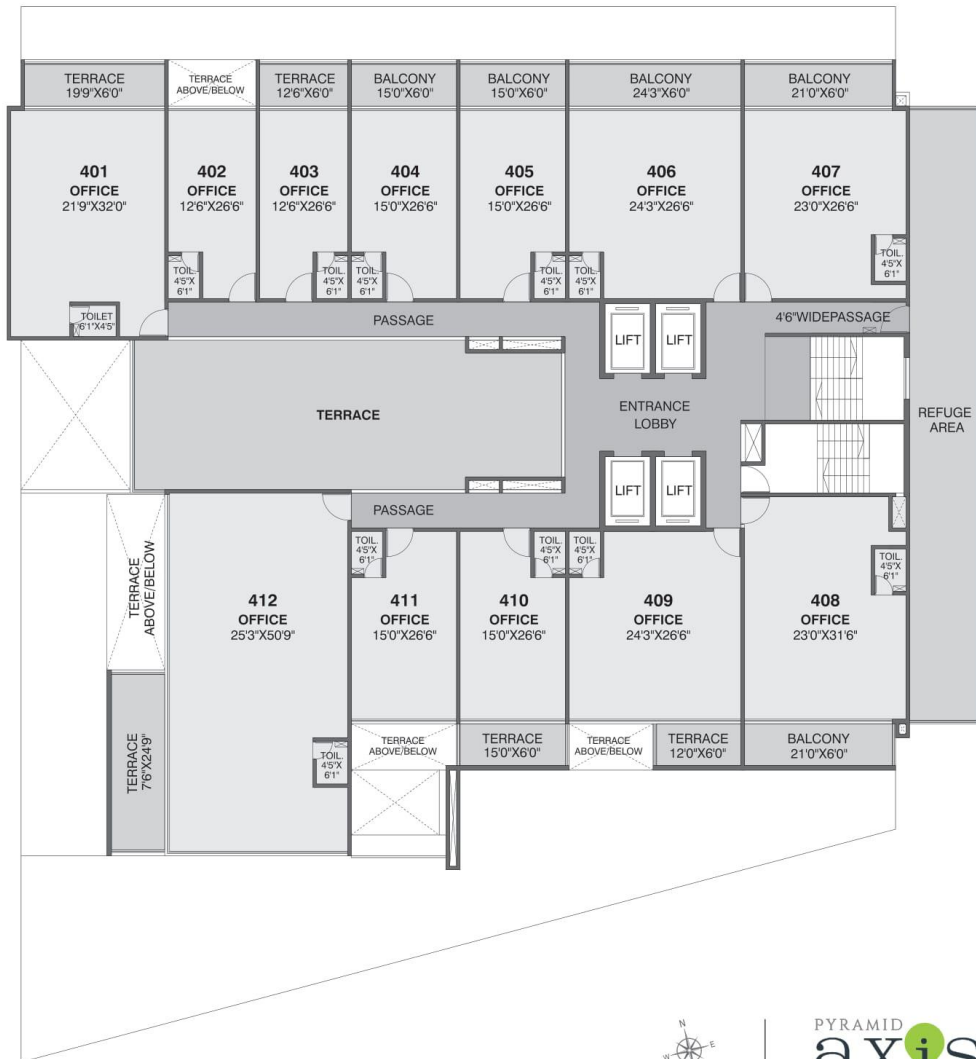 TERRACE
19'9"X6'0"
TERRACE
ABOVE/BELOW
TERRACE
12'6"X6'0"
BALCONY
15'0"X6'0"
BALCONY
15'0"X6'0"
BALCONY
24'3"X6'0"
BALCONY
21'0"X6'0"
401
OFFICE
21'9"X32'0"
402
OFFICE
12'6"X26'6"
403
OFFICE
12'6"X26'6"
404
OFFICE
15'0"X26'6"
405
OFFICE
15'0"X26'6"
406
OFFICE
24'3"X26'6"
407
OFFICE
23'0"X26'6"
TOIL.
4'5"X
6'1"
TOIL.
4'5"X
6'1"
TOIL.
4'5"X
6'1"
TOIL.
4'5"X
6'1"
TOIL.
4'5"X
6'1"
TOIL.
4'5"X
6'1"
TOILET
6'1"X4'5"
PASSAGE
LIFT
LIFT
4'6"WIDEPASSAGE
TERRACE
ENTRANCE
LOBBY
REFUGE
AREA
LIFT
LIFT
PASSAGE
TERRACE
ABOVE/BELOW
TOIL.
4'5"X
6'1"
TOIL.
4'5"X
6'1"
TOIL.
4'5"X
6'1"
TOIL.
4'5"X
6'1"
412
OFFICE
25'3"X50'9"
411
OFFICE
15'0"X26'6"
410
OFFICE
15'0"X26'6"
409
OFFICE
24'3"X26'6"
408
OFFICE
23'0"X31'6"
TERRACE
7'6"X24'9"
TOIL.
4'5"X
6'1"
TERRACE
ABOVE/BELOW
TERRACE
15'0"X6'0"
TERRACE
ABOVE/BELOW
TERRACE
12'0"X6'0"
BALCONY
21'0"X6'0"
N
W
E
PYRAMID
axis